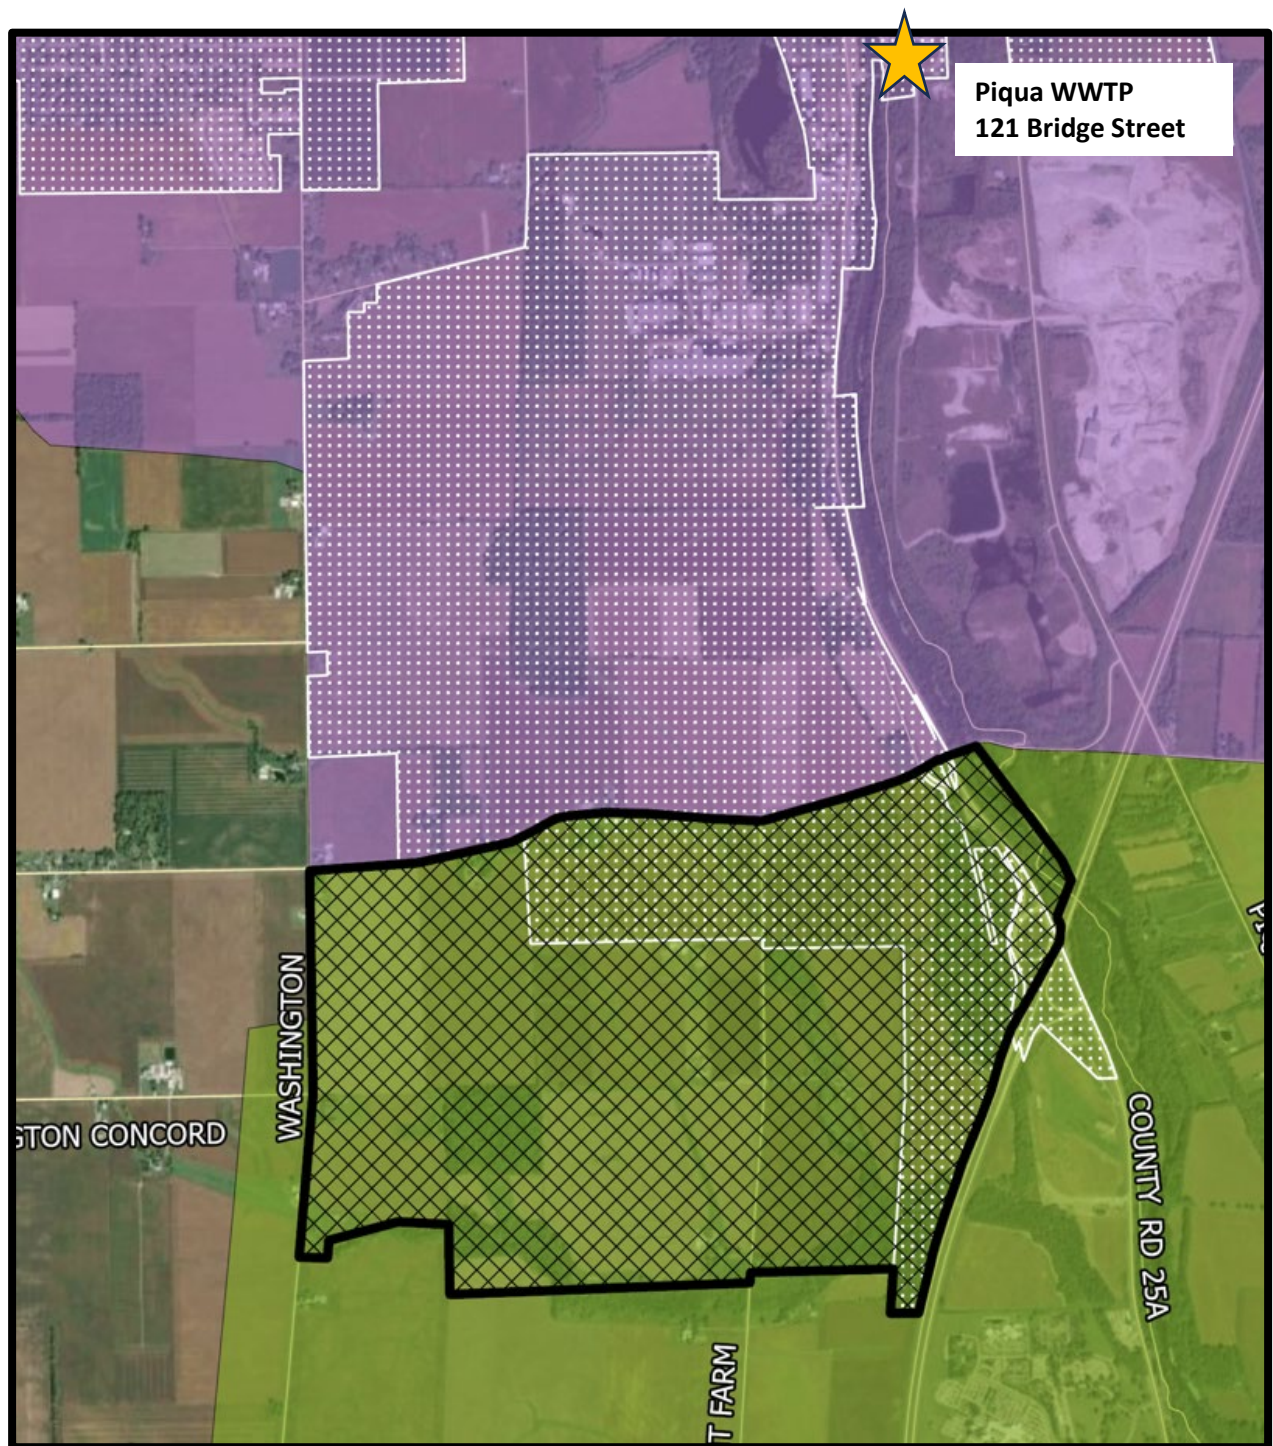 Piqua WWTP
121 Bridge Street
WASHINGTON
GTON CONCORD
COUNTY RD 25A
T FARM